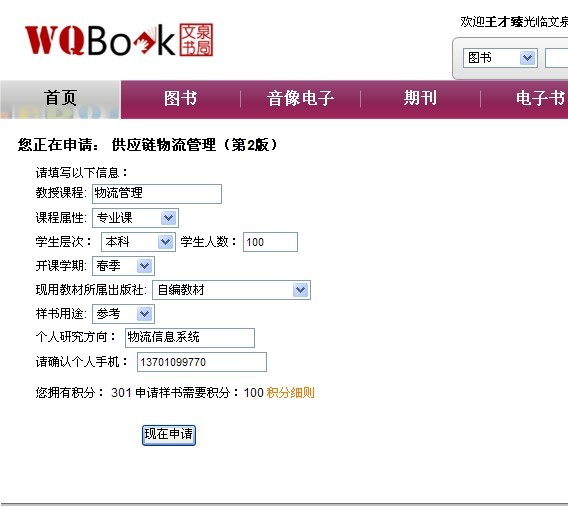 欢迎王才臻光临文泉
WQBook 文泉书局
图书
首页 图书 音像电子 期刊 电子书
您正在申请： 供应链物流管理（第2版）
请填写以下信息：
教授课程: 物流管理
课程属性: 专业课
学生层次： 本科 学生人数： 100
开课学期: 春季
现用教材所属出版社: 自编教材
样书用途: 参考
个人研究方向： 物流信息系统
请确认个人手机： 13701099770
您拥有积分： 301 申请样书需要积分：100 积分细则
现在申请